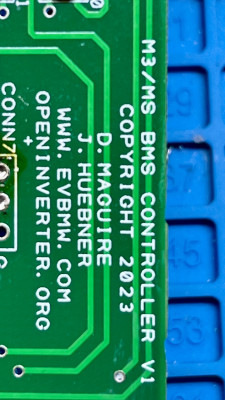 M3/MS BMS CONTROLLER V1
COPYRIGHT 2023
D. MAGUIRE
J. HUEBNER
WWW.EVBMW.COM
OPENINVERTER.ORG
+
CONN7